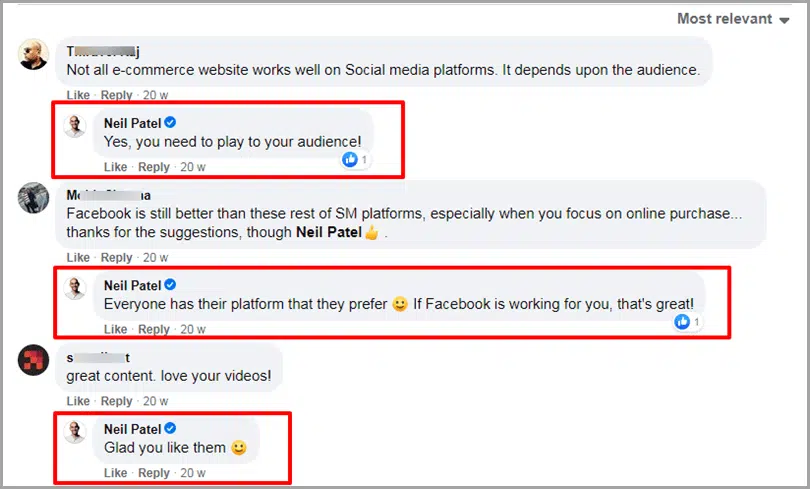 Most relevant
Not all e-commerce website works well on Social media platforms. It depends upon the audience.
Like · Reply · 20 w
Neil Patel
Yes, you need to play to your audience!
1
Like · Reply · 20 w
Facebook is still better than these rest of SM platforms, especially when you focus on online purchase...
thanks for the suggestions, though Neil Patel👍 .
Like · Reply · 20 w
Neil Patel
Everyone has their platform that they prefer 😀 If Facebook is working for you, that's great!
1
Like · Reply · 20 w
great content. love your videos!
Like · Reply · 20 w
Neil Patel
Glad you like them 😀
Like · Reply · 20 w